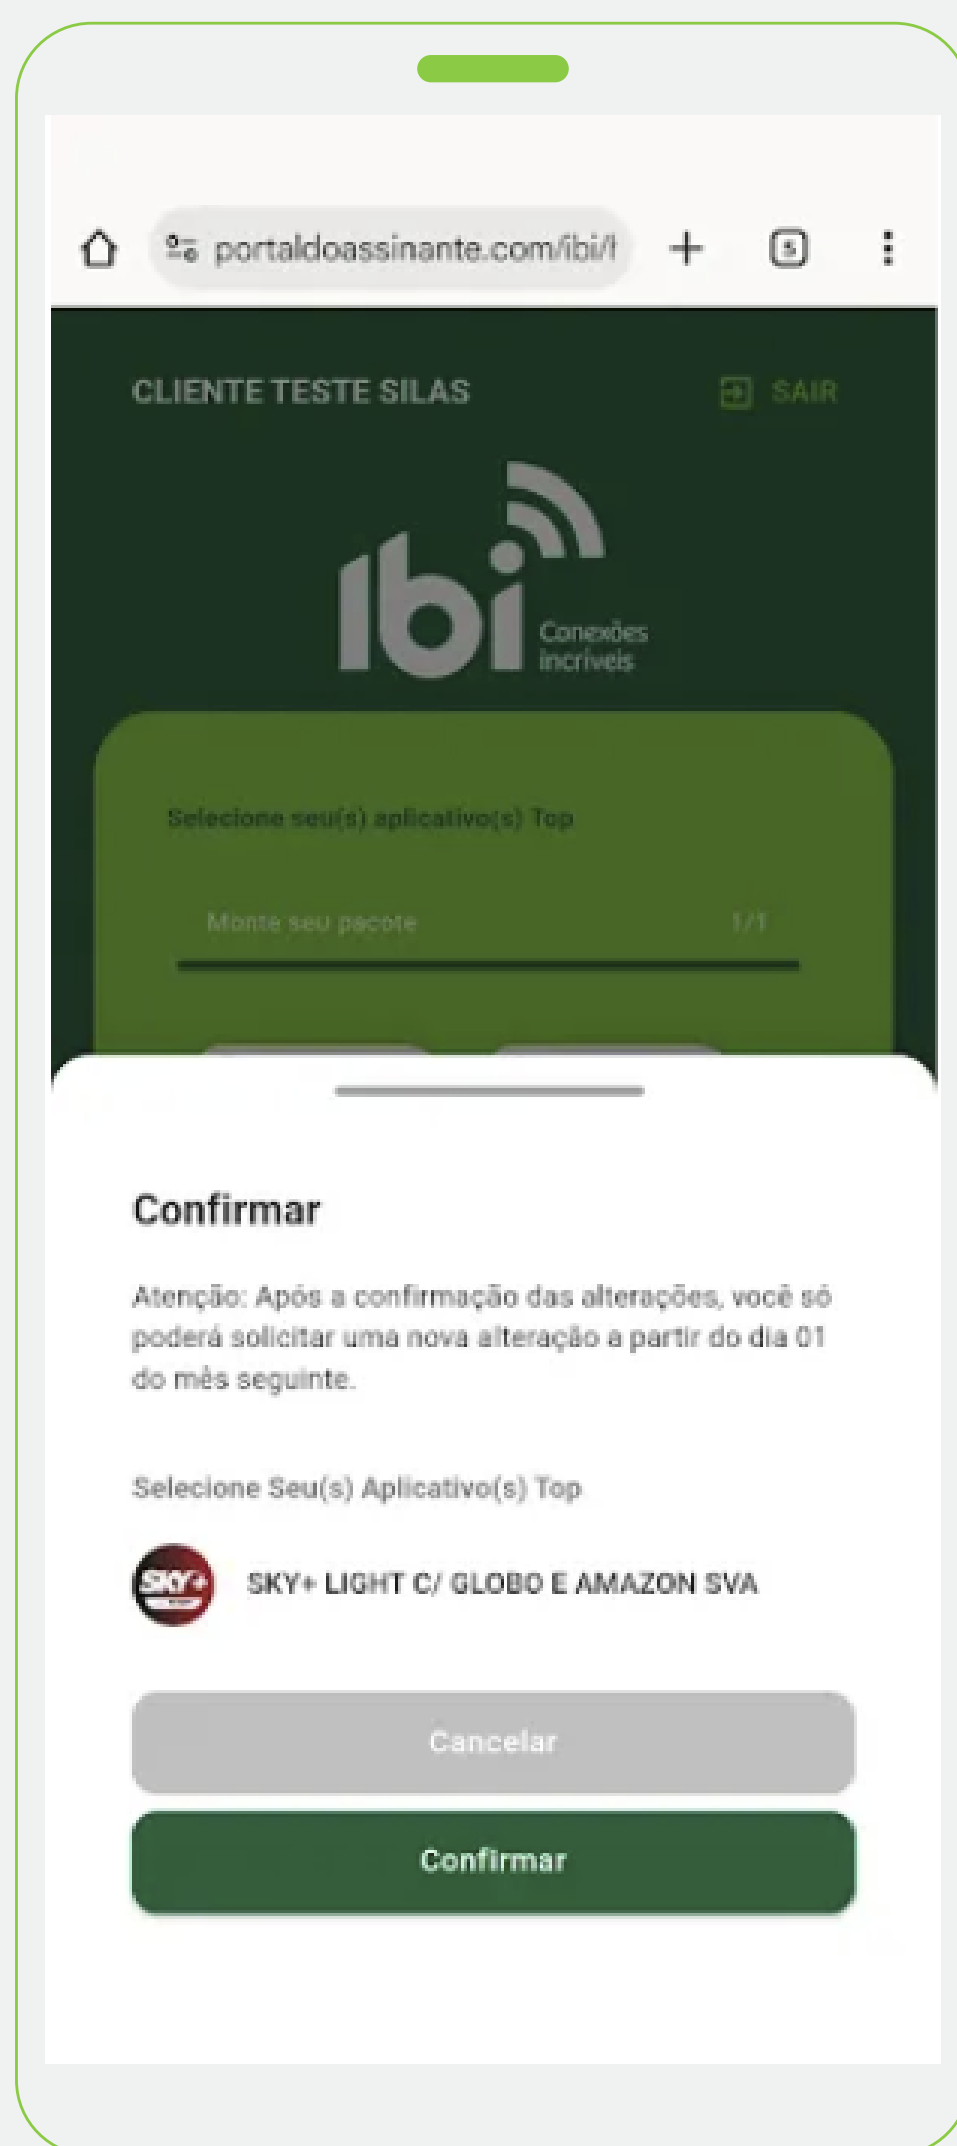 portaldoassinante.com/ibi/
5
CLIENTE TESTE SILAS
SAIR
Ibi
Conexões
incríveis
Selecione seu(s) aplicativo(s) Top
Monte seu pacote 1/1
Confirmar
Atenção: Após a confirmação das alterações, você só
poderá solicitar uma nova alteração a partir do dia 01
do mês seguinte.
Selecione Seu(s) Aplicativo(s) Top
SKY+
SKY+ LIGHT C/ GLOBO E AMAZON SVA
Cancelar
Confirmar